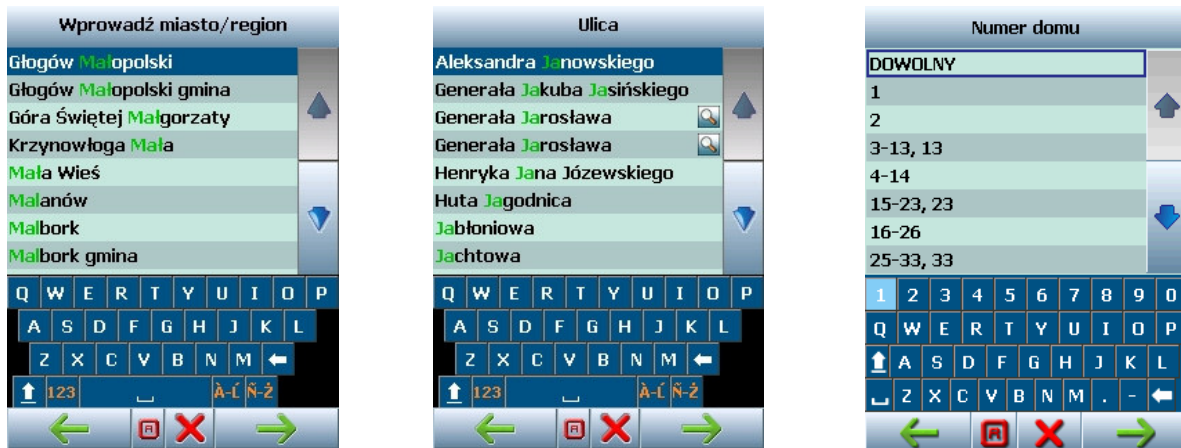 Wprowadź miasto/region
Głogów Małopolski
Głogów Małopolski gmina
Góra Świętej Małgorzaty
Krzynowłoga Mała
Mała Wieś
Malanów
Malbork
Malbork gmina
Q W E R T Y U I O P
A S D F G H J K L
Z X C V B N M
123 À-Ĺ Ñ-Ż
Ulica
Aleksandra Janowskiego
Generała Jakuba Jasińskiego
Generała Jarosława
Generała Jarosława
Henryka Jana Józewskiego
Huta Jagodnica
Jabłoniowa
Jachtowa
Q W E R T Y U I O P
A S D F G H J K L
Z X C V B N M
123 À-Ĺ Ñ-Ż
Numer domu
DOWOLNY
1
2
3-13, 13
4-14
15-23, 23
16-26
25-33, 33
1 2 3 4 5 6 7 8 9 0
Q W E R T Y U I O P
A S D F G H J K L
Z X C V B N M . -